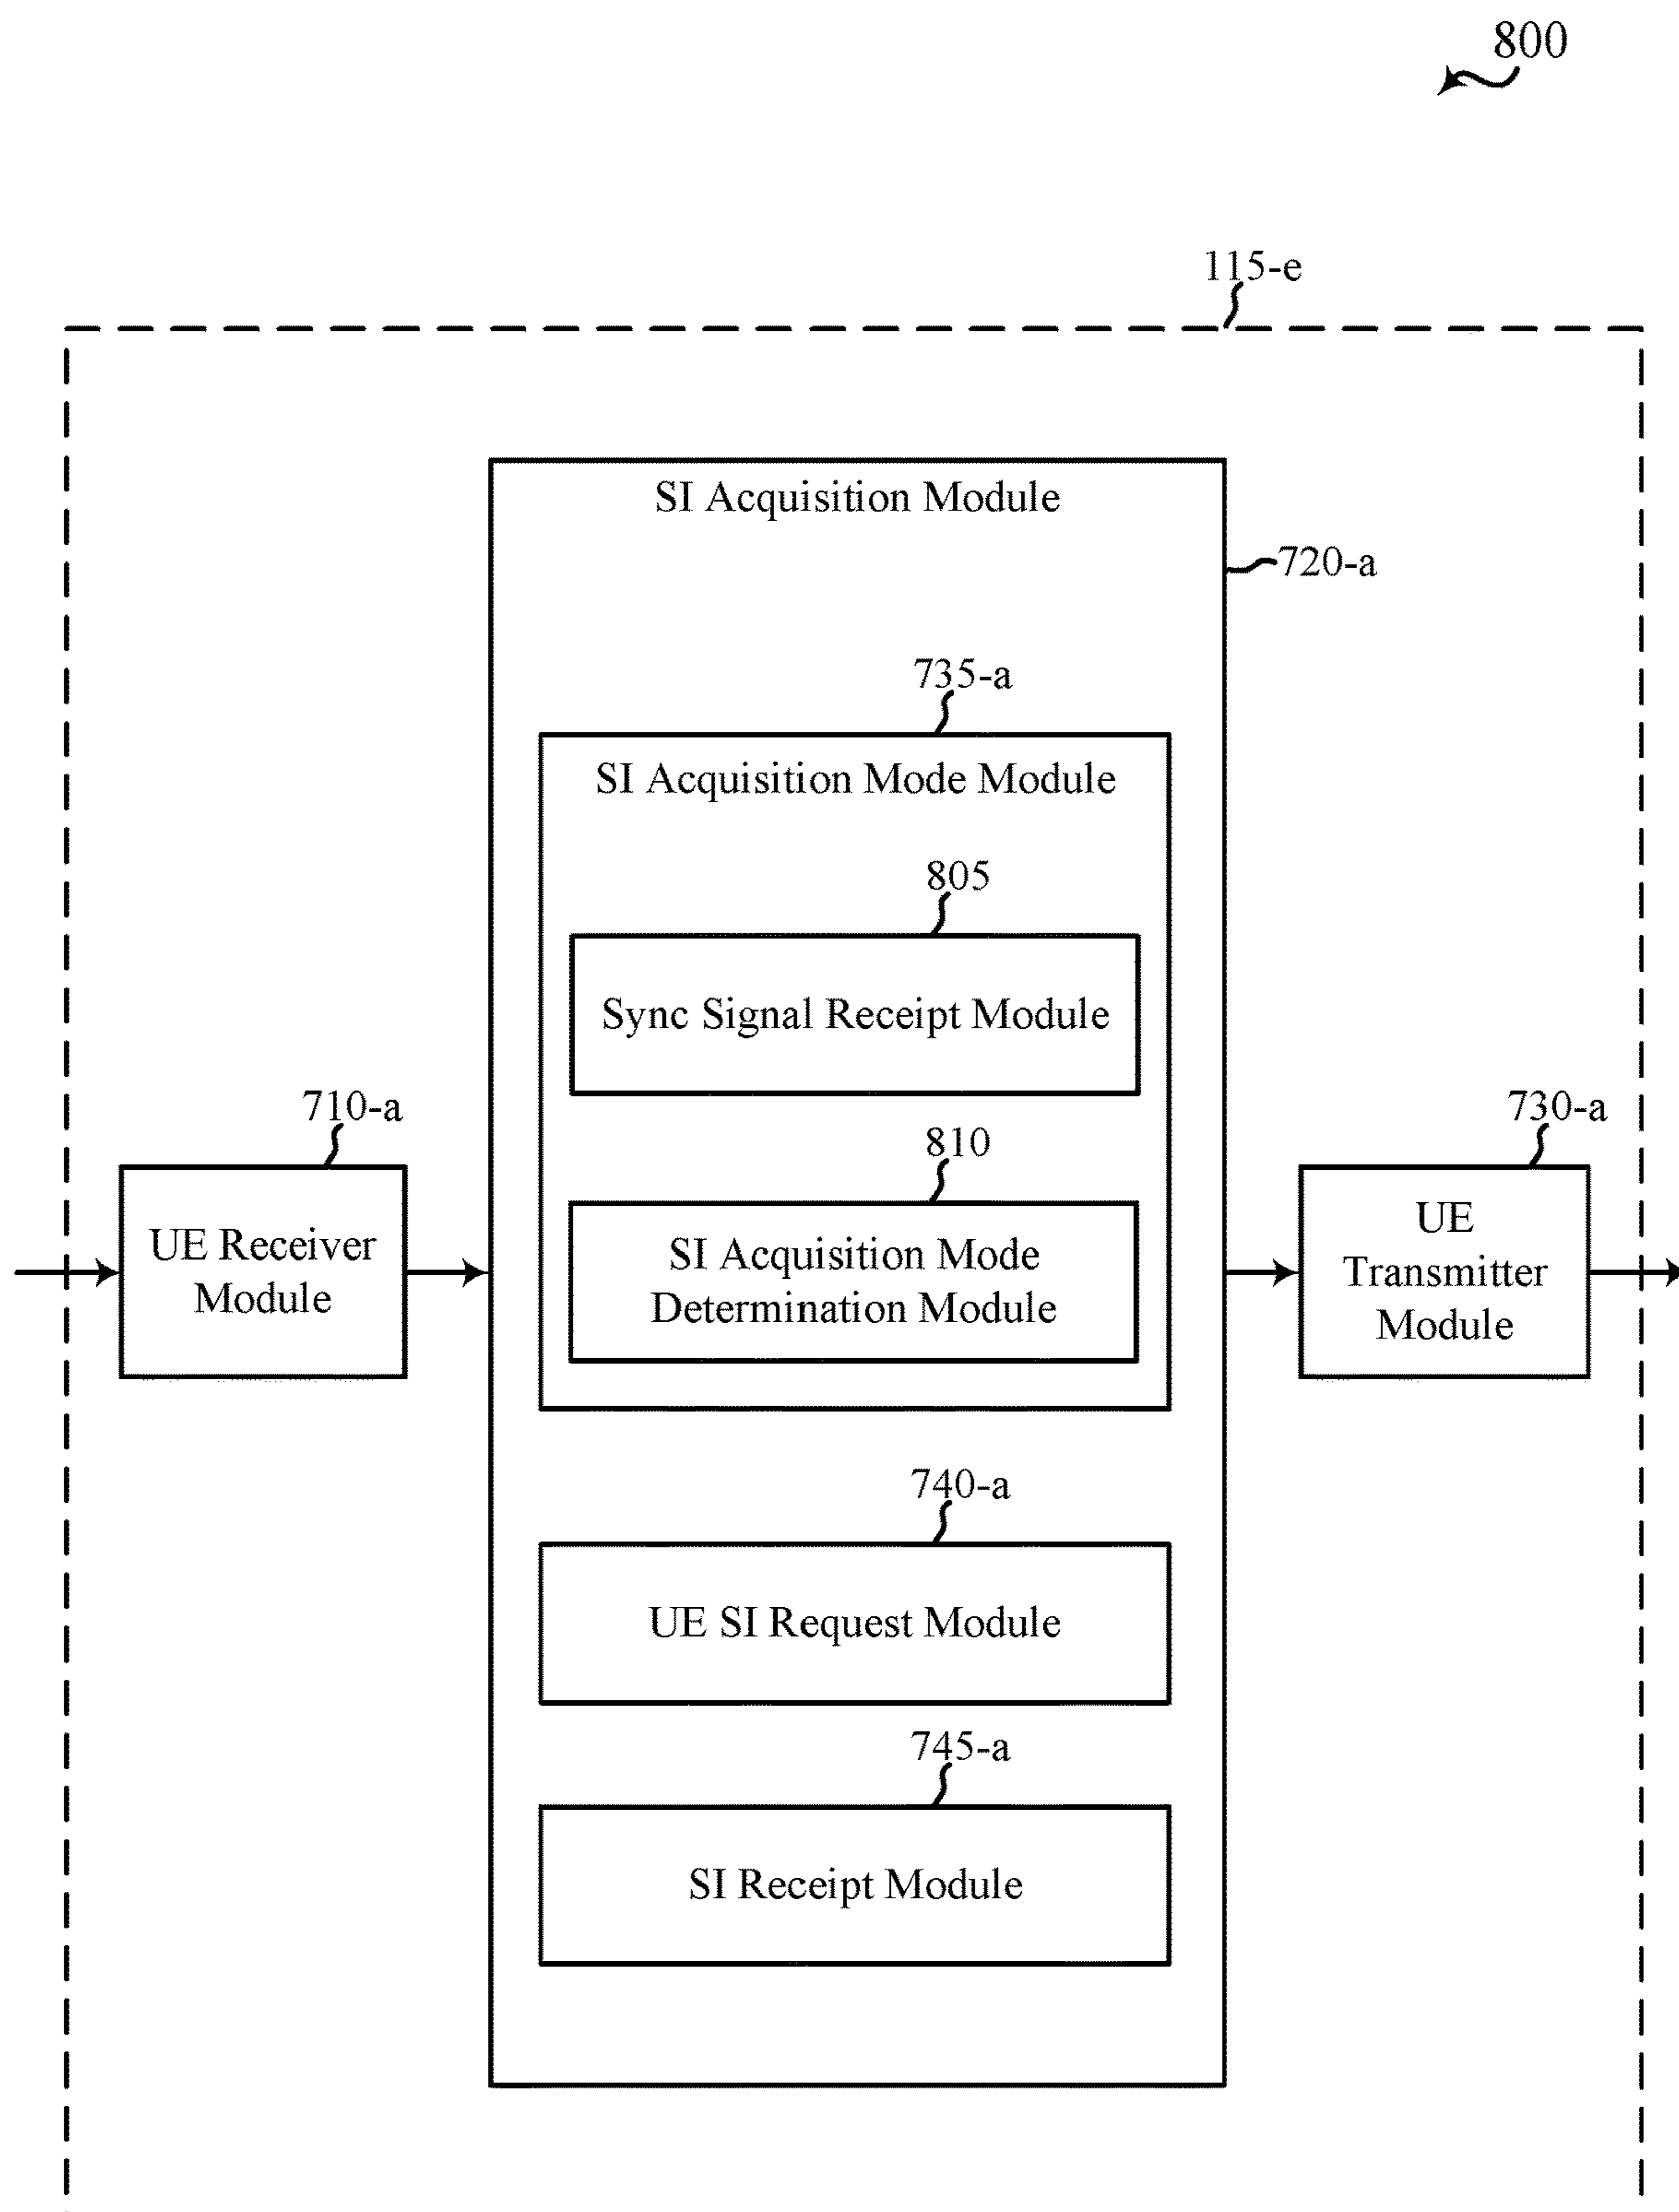 800
115-e
SI Acquisition Module
720-a
735-a
SI Acquisition Mode Module
805
Sync Signal Receipt Module
710-a
810
730-a
UE Receiver
Module
SI Acquisition Mode
Determination Module
UE
Transmitter
Module
740-a
UE SI Request Module
745-a
SI Receipt Module